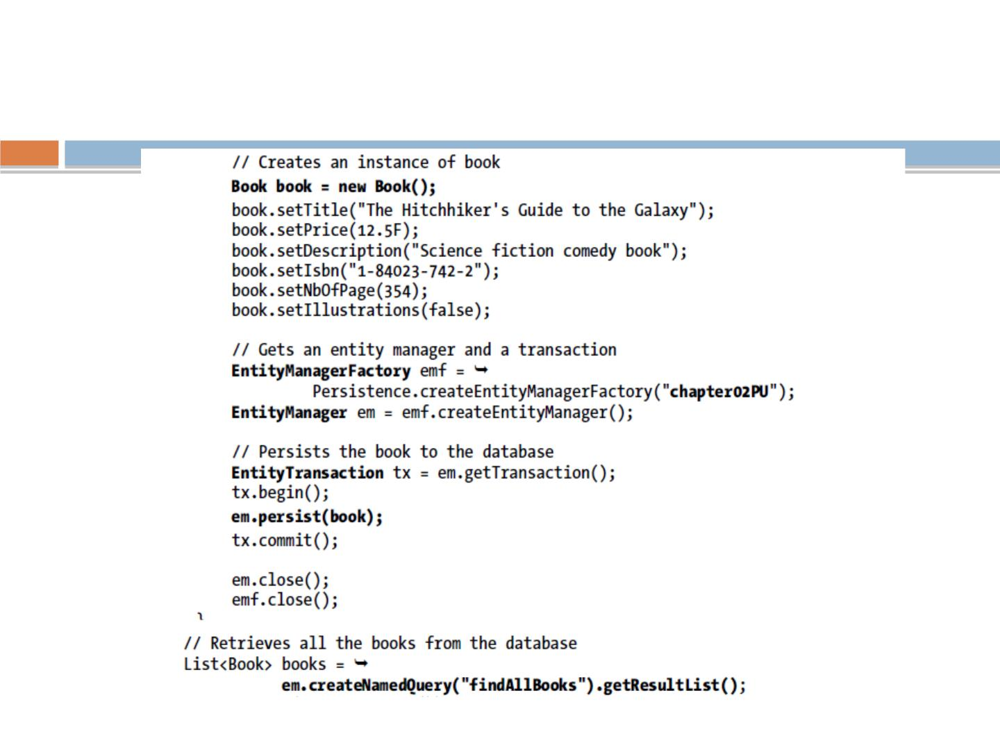 // Creates an instance of book
Book book = new Book();
book.setTitle("The Hitchhiker's Guide to the Galaxy");
book.setPrice(12.5F);
book.setDescription("Science fiction comedy book");
book.setIsbn("1-84023-742-2");
book.setNbOfPage(354);
book.setIllustrations(false);
// Gets an entity manager and a transaction
EntityManagerFactory emf = ➥
Persistence.createEntityManagerFactory("chapter02PU");
EntityManager em = emf.createEntityManager();
// Persists the book to the database
EntityTransaction tx = em.getTransaction();
tx.begin();
em.persist(book);
tx.commit();
em.close();
emf.close();
// Retrieves all the books from the database
List<Book> books = ➥
em.createNamedQuery("findAllBooks").getResultList();